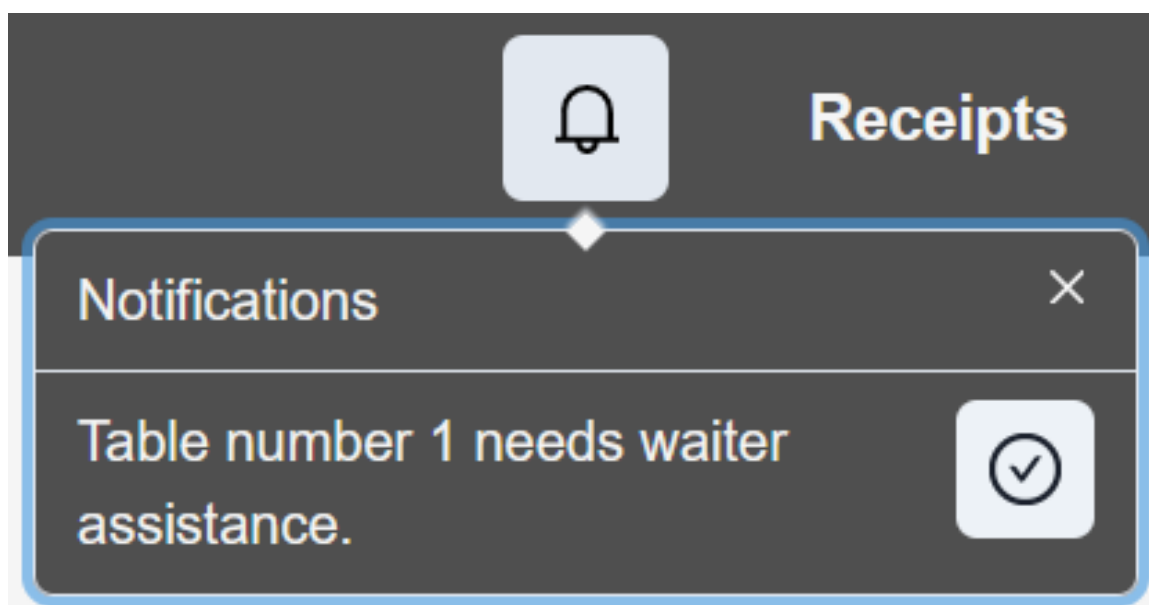 Receipts
Notifications
Table number 1 needs waiter
assistance.